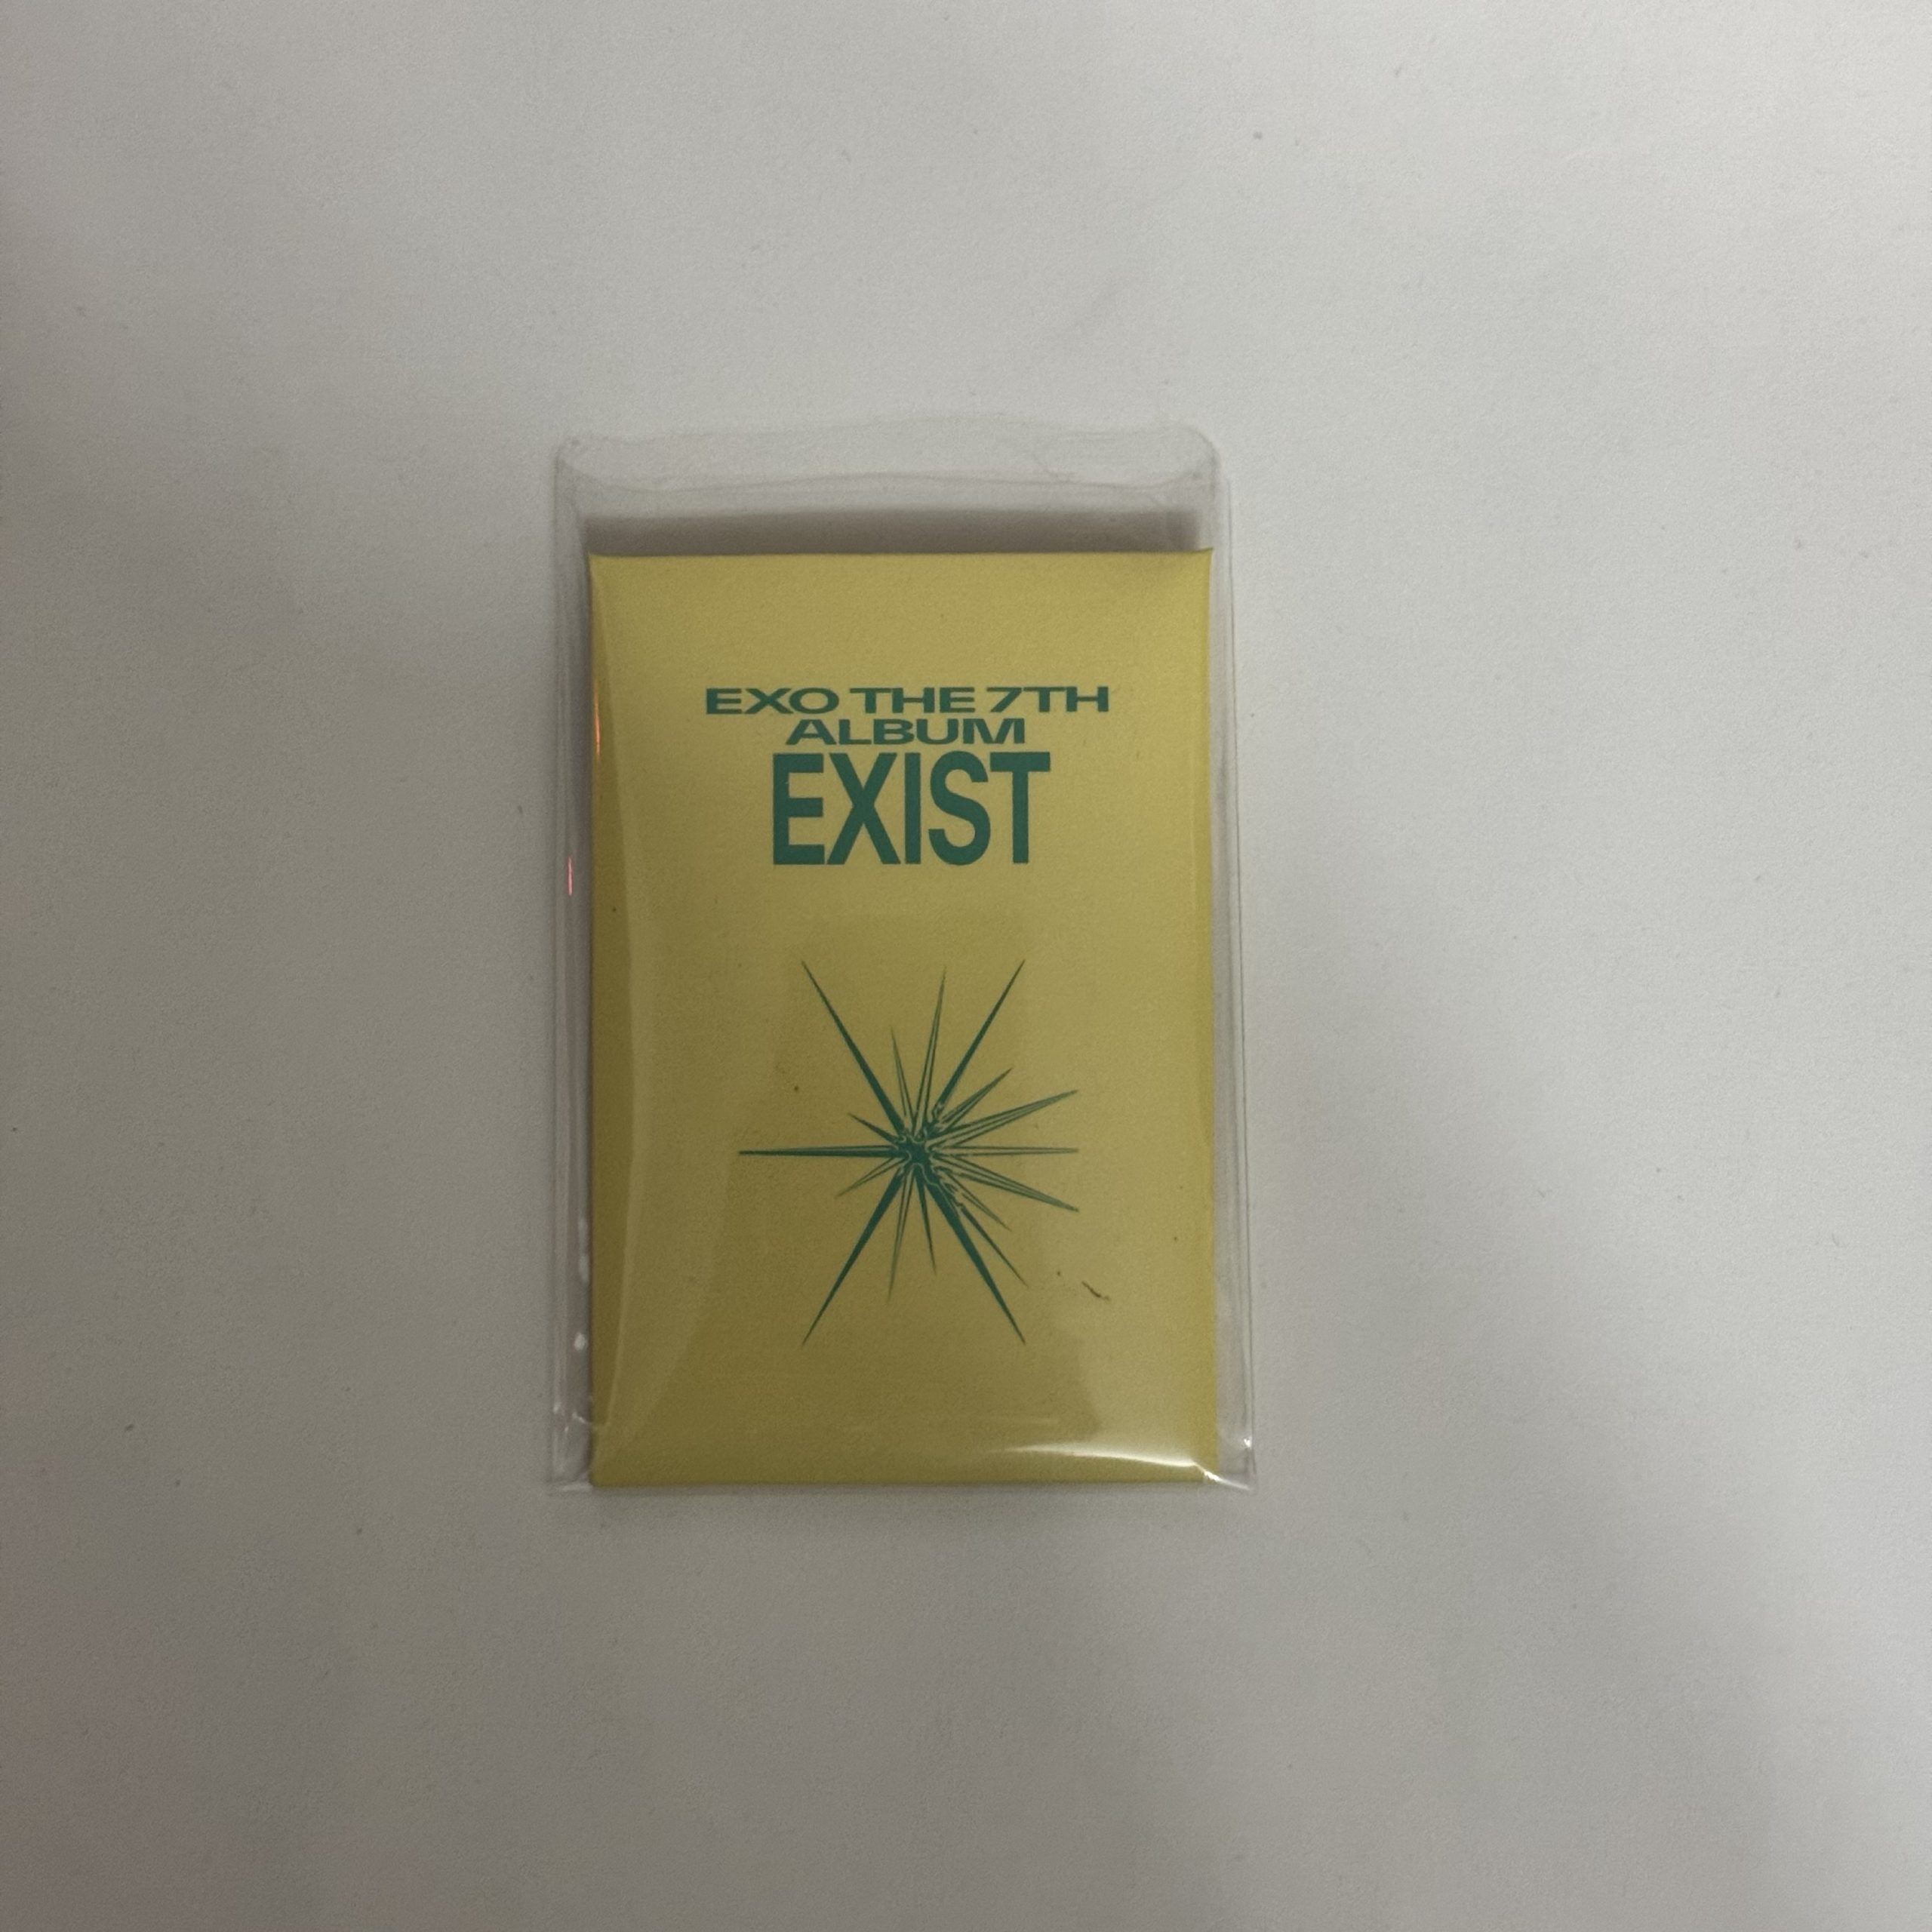 EXO THE 7TH
ALBUM
EXIST